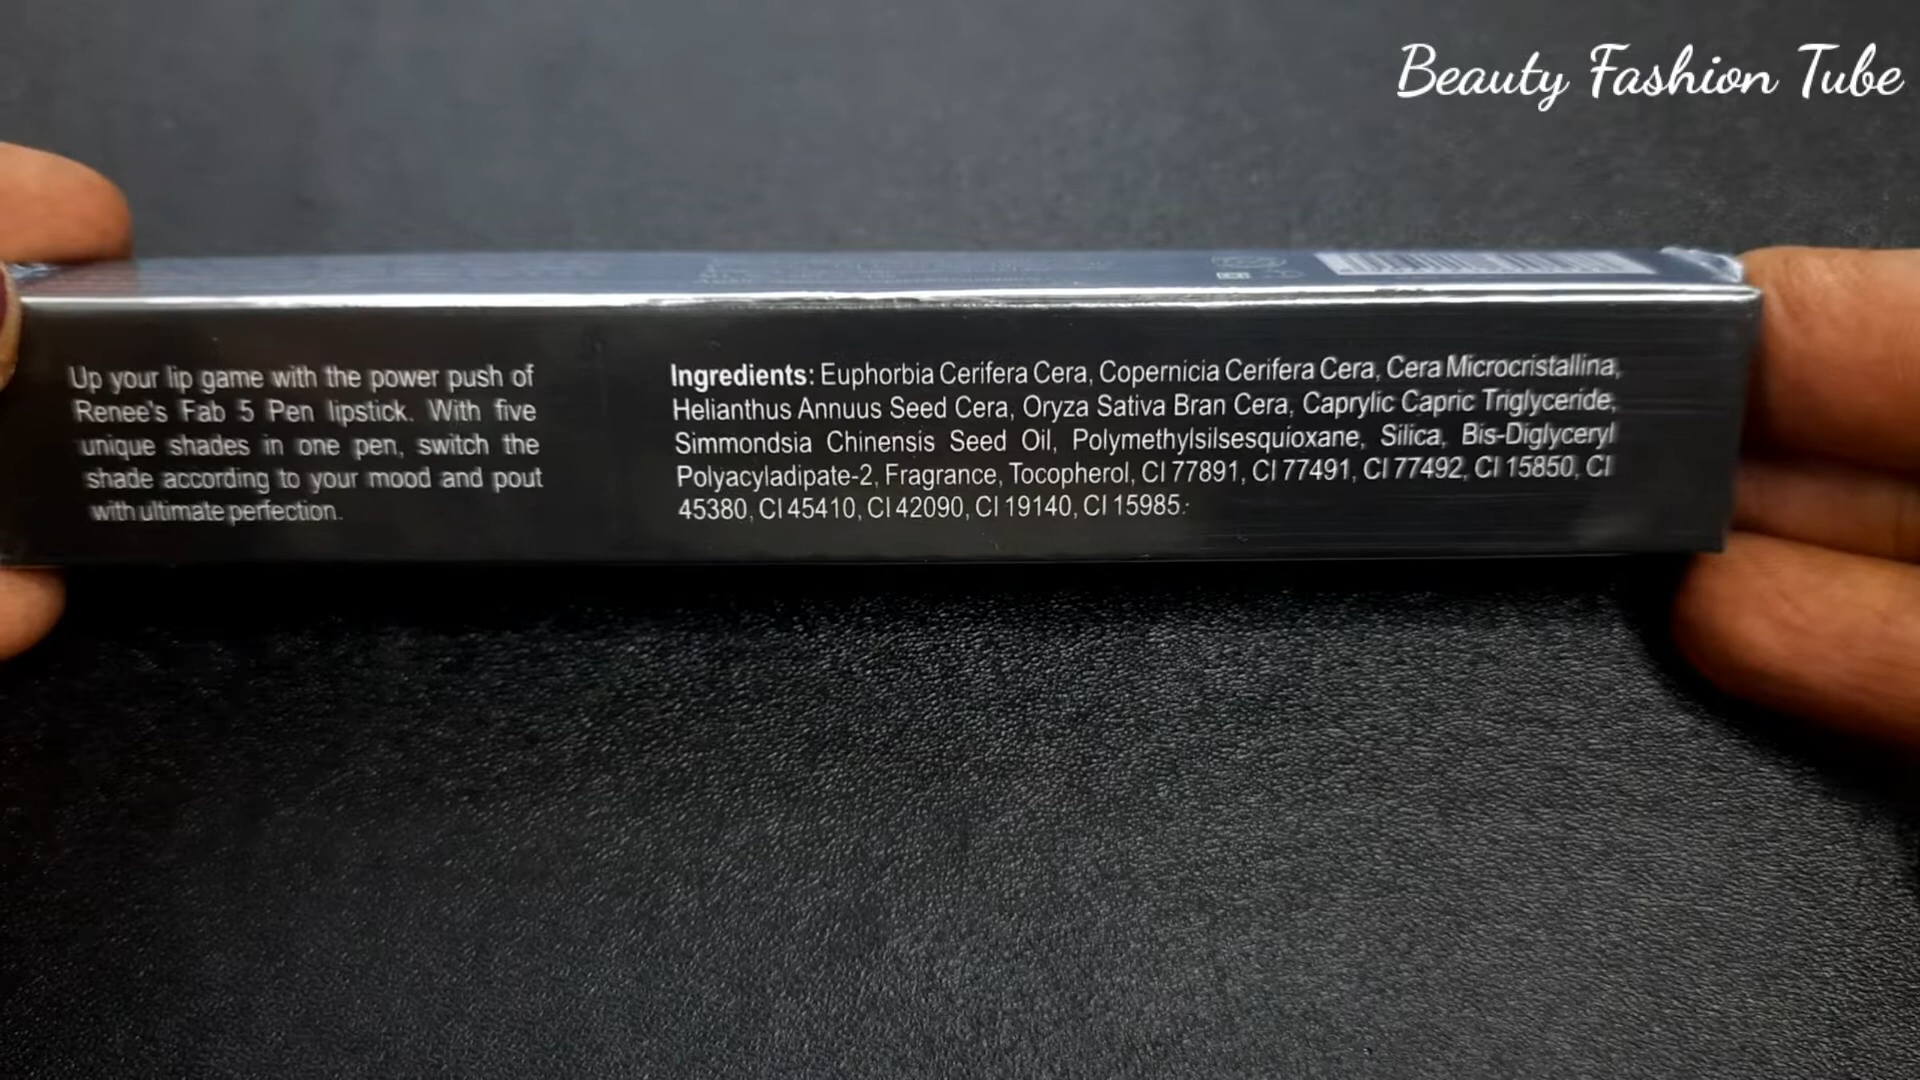 Beauty Fashion Tube
Up your lip game with the power push of
Renee's Fab 5 Pen lipstick. With five
unique shades in one pen, switch the
shade according to your mood and pout
with ultimate perfection.
Ingredients: Euphorbia Cerifera Cera, Copernicia Cerifera Cera, Cera Microcristallina,
Helianthus Annuus Seed Cera, Oryza Sativa Bran Cera, Caprylic Capric Triglyceride,
Simmondsia Chinensis Seed Oil, Polymethylsilsesquioxane, Silica, Bis-Diglyceryl
Polyacyladipate-2, Fragrance, Tocopherol, CI 77891, CI 77491, CI 77492, CI 15850, CI
45380, CI 45410, CI 42090, CI 19140, CI 15985.